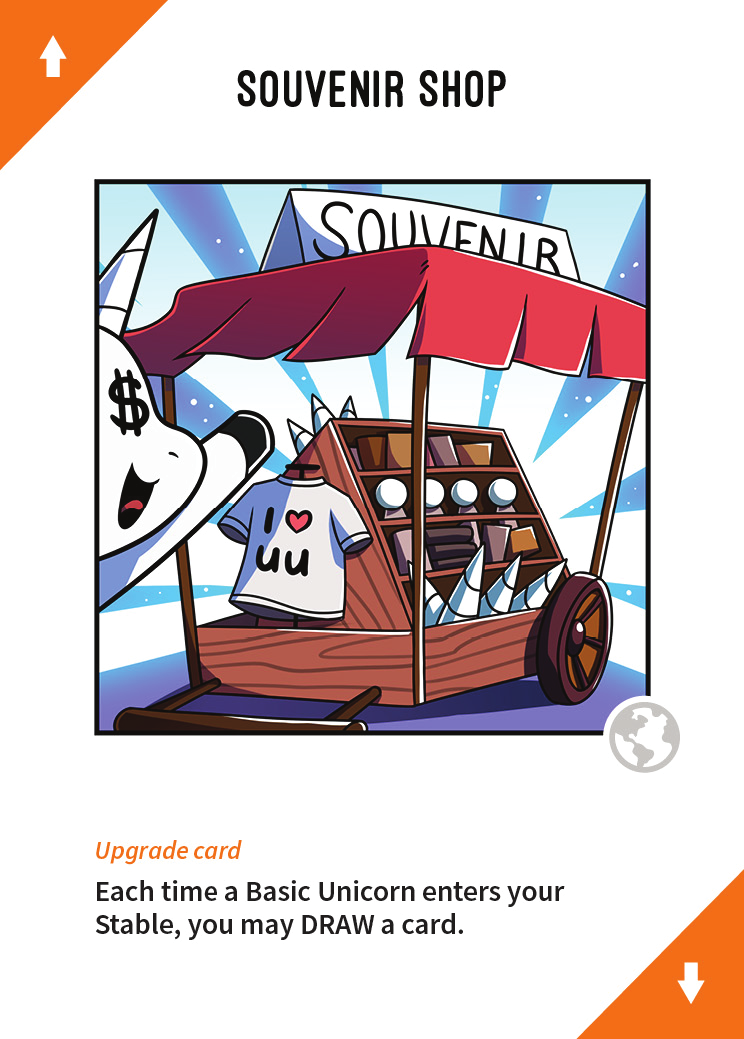 SOUVENIR SHOP
SOUVENIR
$
I ♥
UU
Upgrade card
Each time a Basic Unicorn enters your
Stable, you may DRAW a card.